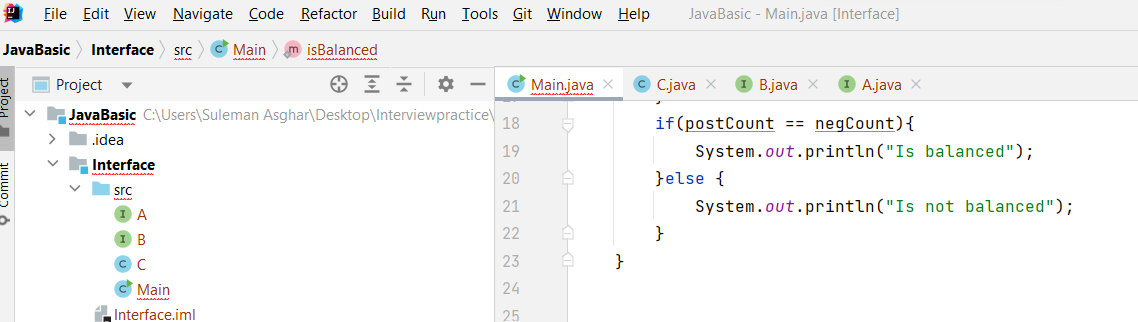 File Edit View Navigate Code Refactor Build Run Tools Git Window Help JavaBasic - Main.java [Interface]
JavaBasic Interface src Main isBalanced
Project
Project
Commit
JavaBasic C:\Users\Suleman Asghar\Desktop\Interviewpractice\
.idea
Interface
src
A
B
C
Main
Interface.iml
Main.java C.java B.java A.java
18 if(postCount == negCount){
19 System.out.println("Is balanced");
20 }else {
21 System.out.println("Is not balanced");
22 }
23 }
24
25